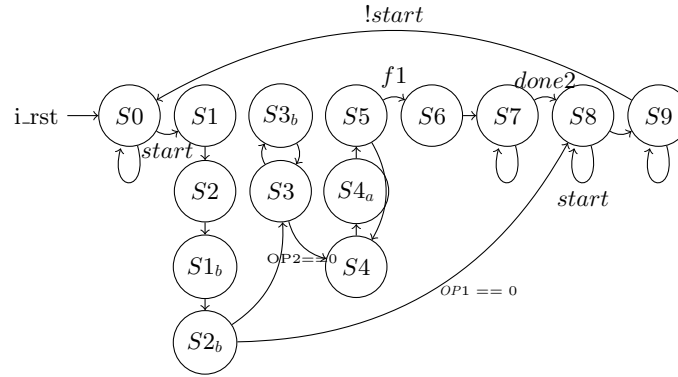 !start
f1
done2
i_rst
S0
S1
S3b
S5
S6
S7
S8
S9
start
S2
S3
S4a
start
S1b
OP2==0
S4
OP1 == 0
S2b